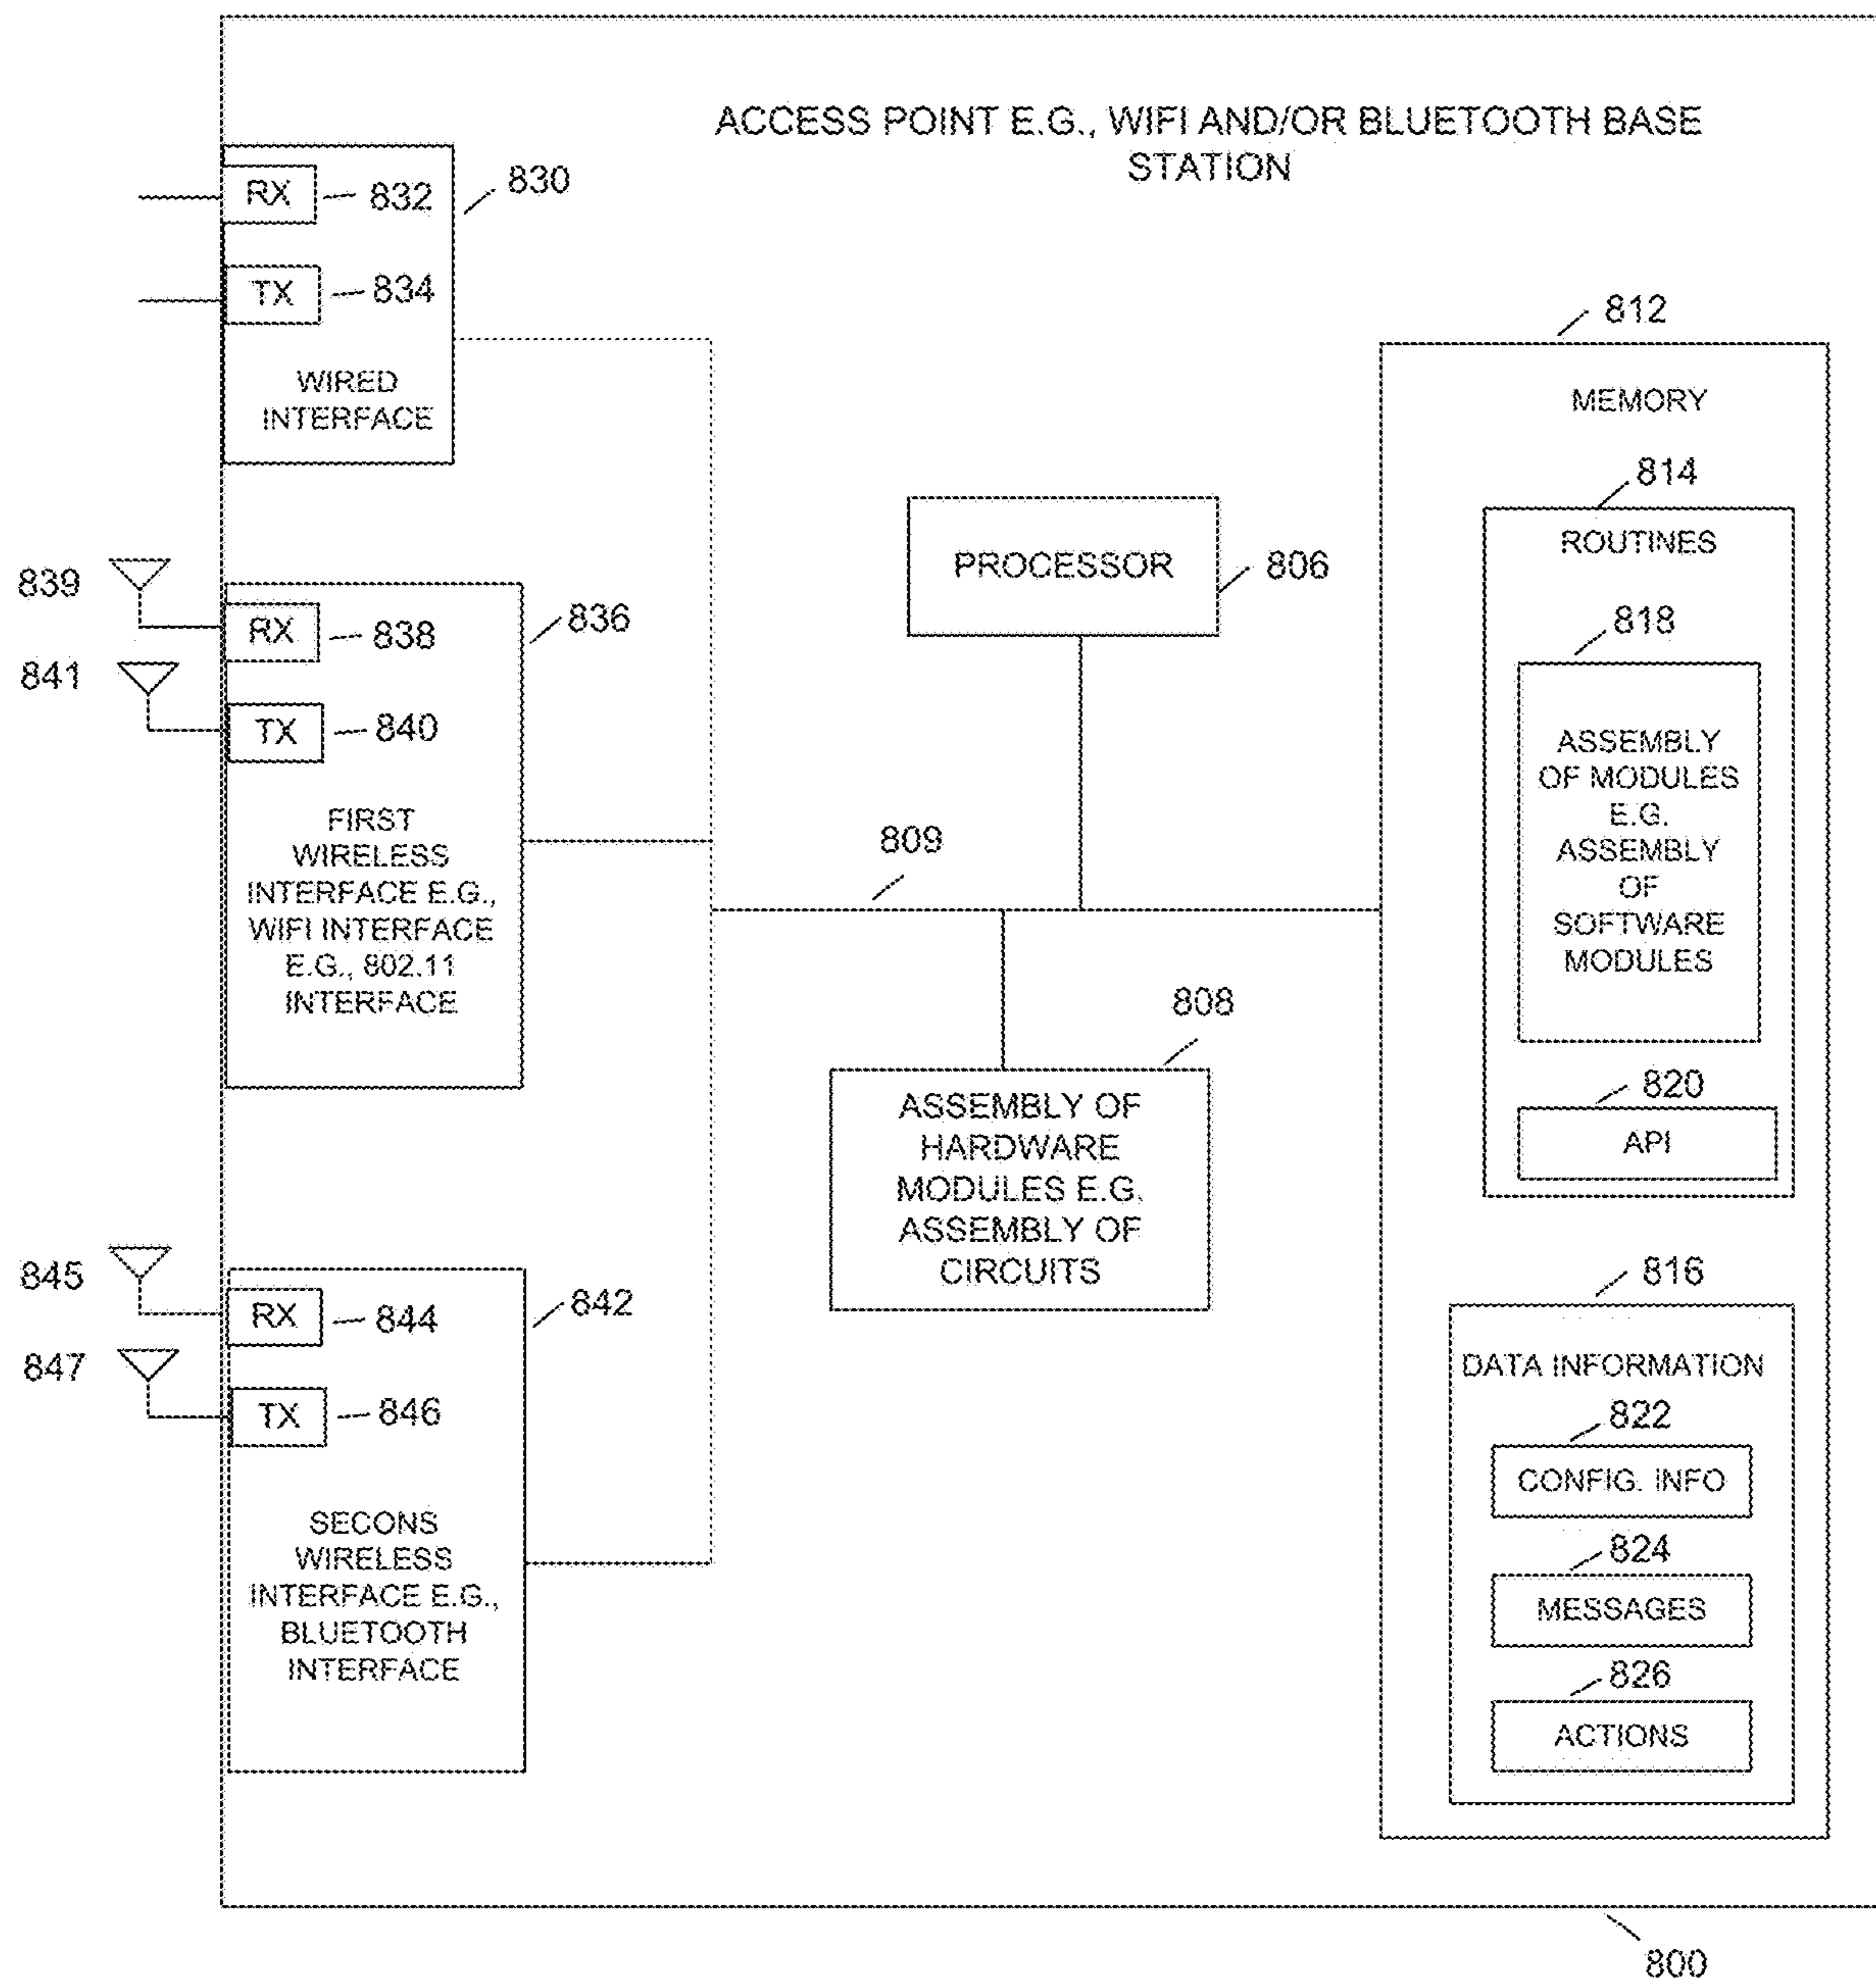 ACCESS POINT E.G., WIFI AND/OR BLUETOOTH BASE
STATION
RX
832
830
TX
834
WIRED
INTERFACE
839
RX
838
836
841
TX
840
FIRST
WIRELESS
INTERFACE E.G.,
WIFI INTERFACE
E.G., 802.11
INTERFACE
845
RX
844
842
847
TX
846
SECONS
WIRELESS
INTERFACE E.G.,
BLUETOOTH
INTERFACE
PROCESSOR
806
809
808
ASSEMBLY OF
HARDWARE
MODULES E.G.
ASSEMBLY OF
CIRCUITS
812
MEMORY
814
ROUTINES
818
ASSEMBLY
OF MODULES
E.G.
ASSEMBLY
OF
SOFTWARE
MODULES
820
API
816
DATA INFORMATION
822
CONFIG. INFO
824
MESSAGES
826
ACTIONS
800